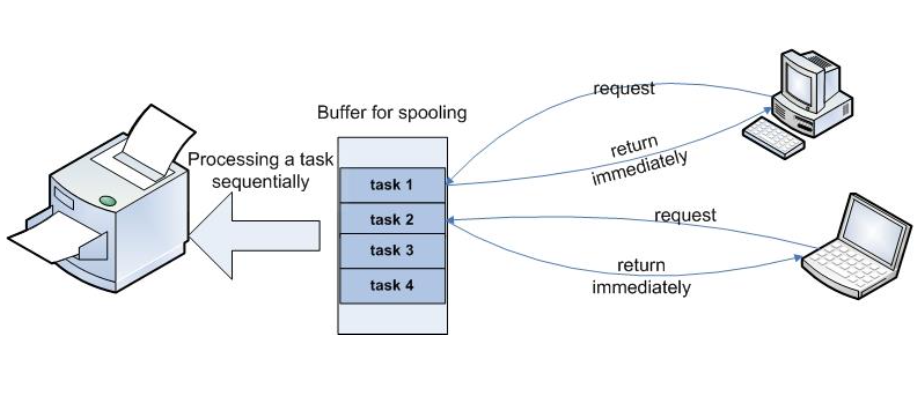 Buffer for spooling
Processing a task
sequentially
task 1
task 2
task 3
task 4
request
return
immediately
request
return
immediately